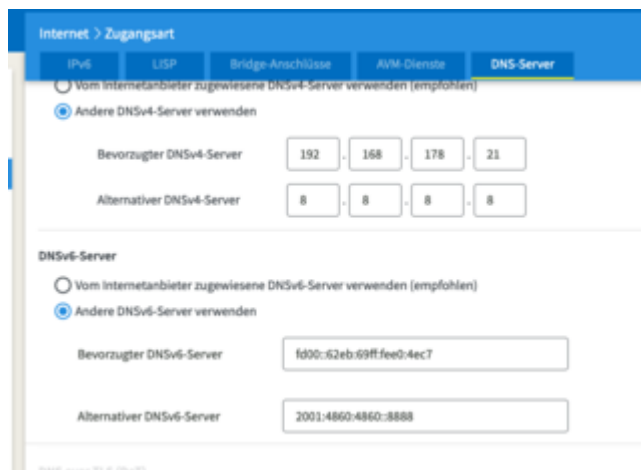 Internet > Zugangsart
IPv6 LISP Bridge-Anschlüsse AVM-Dienste DNS-Server
Vom Internetanbieter zugewiesene DNSv4-Server verwenden (empfohlen)
Andere DNSv4-Server verwenden
Bevorzugter DNSv4-Server 192 . 168 . 178 . 21
Alternativer DNSv4-Server 8 . 8 . 8 . 8
DNSv6-Server
Vom Internetanbieter zugewiesene DNSv6-Server verwenden (empfohlen)
Andere DNSv6-Server verwenden
Bevorzugter DNSv6-Server fd00::62eb:69ff:fee0:4ec7
Alternativer DNSv6-Server 2001:4860:4860::8888